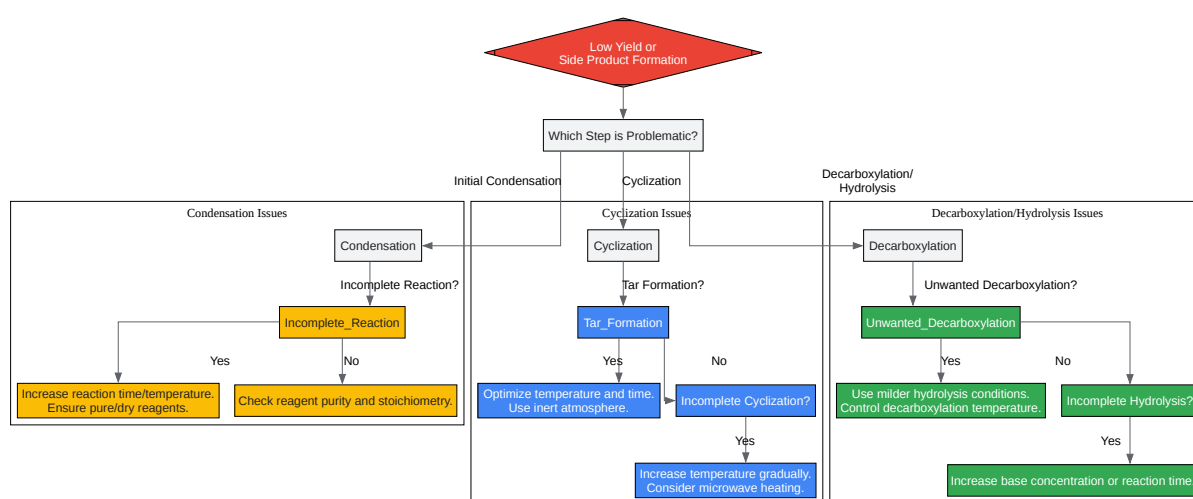 Low Yield or
Side Product Formation
Which Step is Problematic?
Initial Condensation
Cyclization
Decarboxylation/
Hydrolysis
Condensation Issues
Cyclization Issues
Decarboxylation/Hydrolysis Issues
Condensation
Cyclization
Decarboxylation
Incomplete Reaction?
Tar Formation?
Unwanted Decarboxylation?
Incomplete_Reaction
Tar_Formation
Unwanted_Decarboxylation
Yes
No
Yes
No
Yes
No
Increase reaction time/temperature.
Ensure pure/dry reagents.
Check reagent purity and stoichiometry.
Optimize temperature and time.
Use inert atmosphere.
Incomplete Cyclization?
Use milder hydrolysis conditions.
Control decarboxylation temperature.
Incomplete Hydrolysis?
Yes
Yes
Increase temperature gradually.
Consider microwave heating.
Increase base concentration or reaction time.